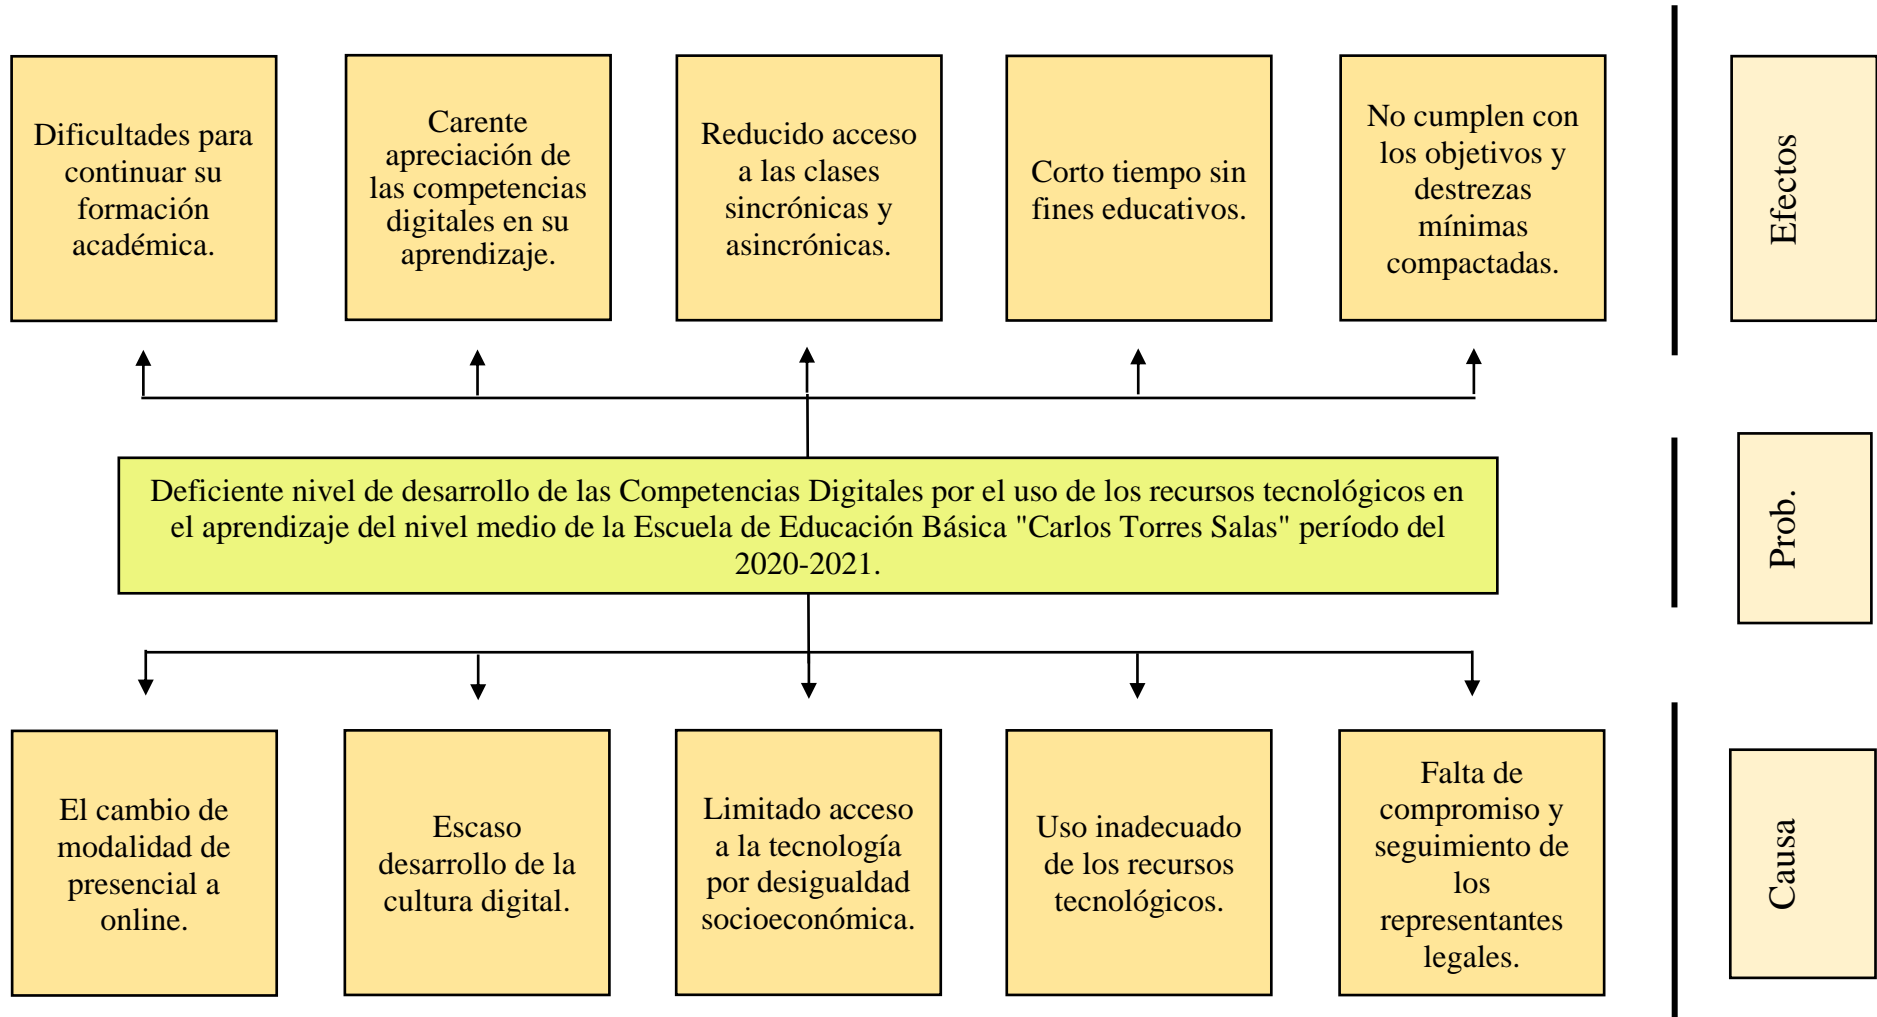 Dificultades para
continuar su
formación
académica.
Carente
apreciación de
las competencias
digitales en su
aprendizaje.
Reducido acceso
a las clases
sincrónicas y
asincrónicas.
Corto tiempo sin
fines educativos.
No cumplen con
los objetivos y
destrezas
mínimas
compactadas.
Efectos
Deficiente nivel de desarrollo de las Competencias Digitales por el uso de los recursos tecnológicos en
el aprendizaje del nivel medio de la Escuela de Educación Básica "Carlos Torres Salas" período del
2020-2021.
Prob.
El cambio de
modalidad de
presencial a
online.
Escaso
desarrollo de la
cultura digital.
Limitado acceso
a la tecnología
por desigualdad
socioeconómica.
Uso inadecuado
de los recursos
tecnológicos.
Falta de
compromiso y
seguimiento de
los
representantes
legales.
Causa